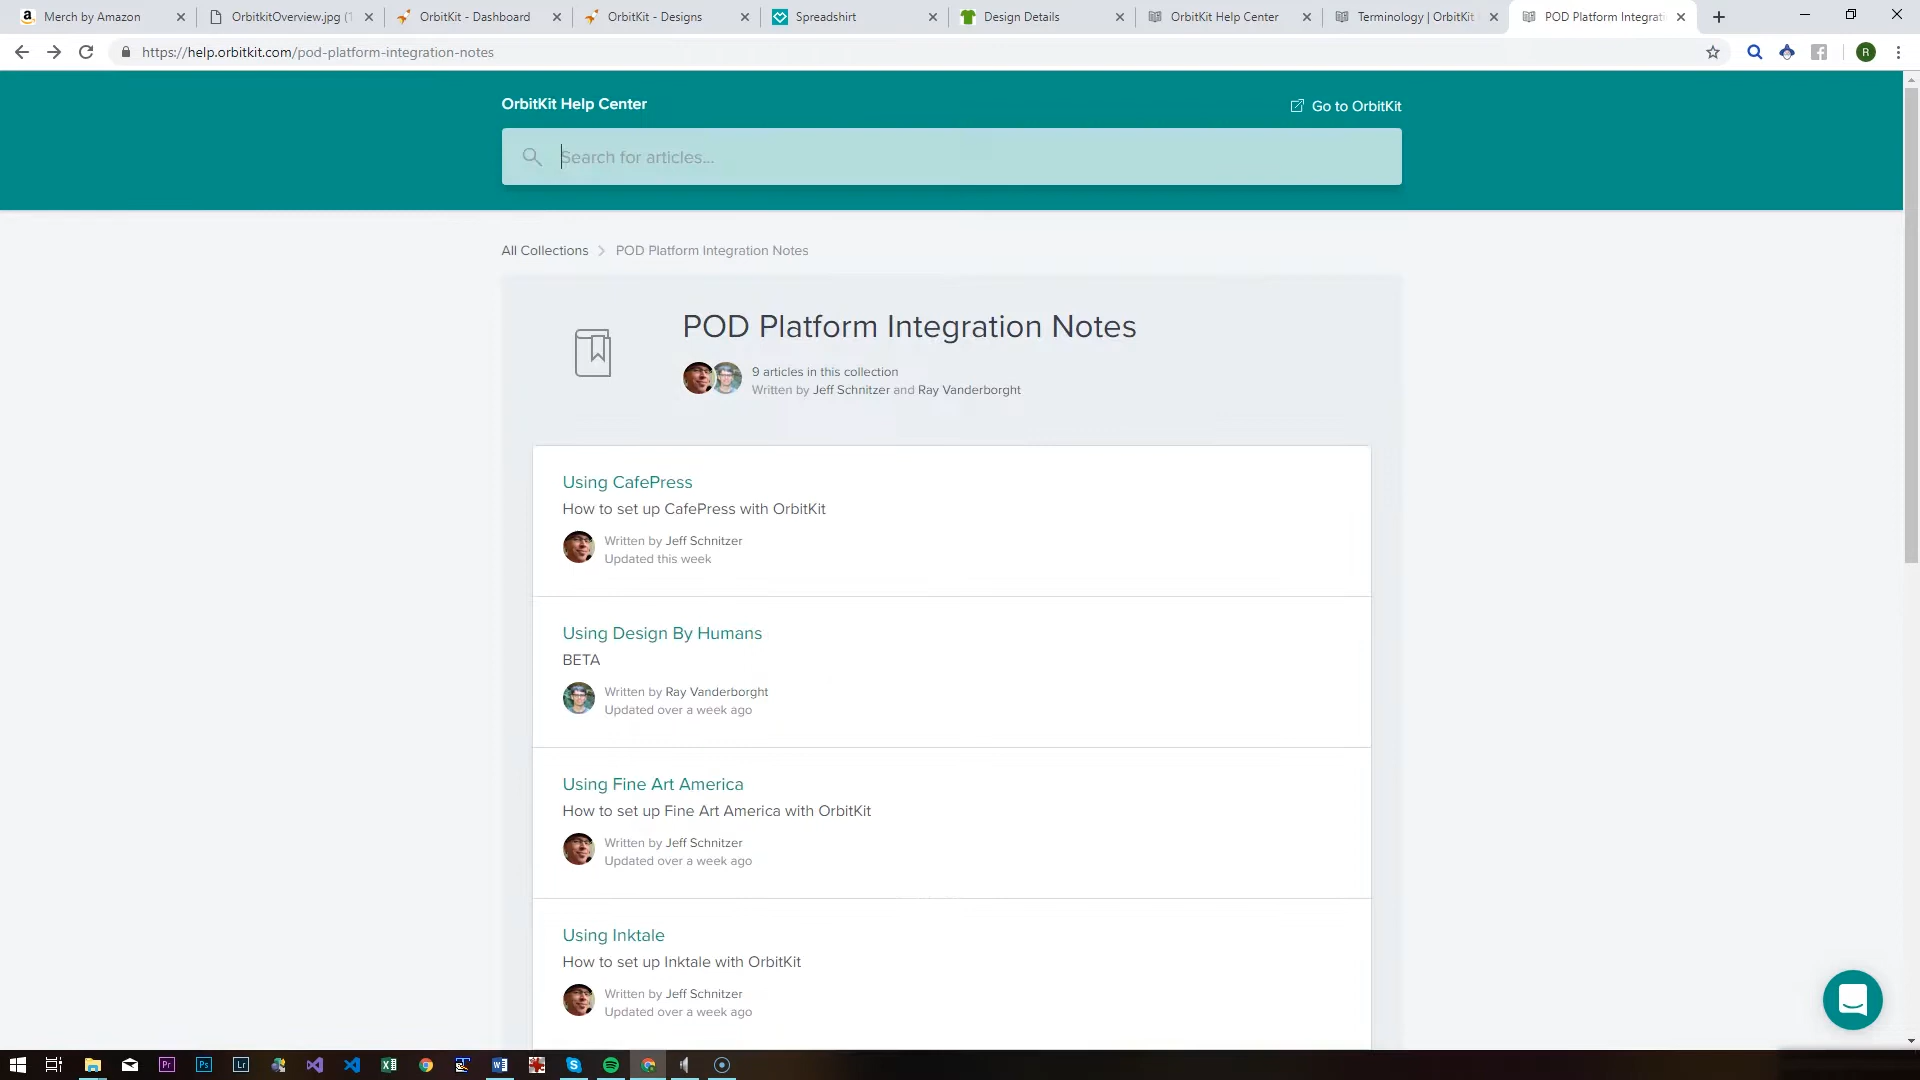 Merch by Amazon
OrbitkitOverview.jpg (1
OrbitKit - Dashboard
OrbitKit - Designs
Spreadshirt
Design Details
OrbitKit Help Center
Terminology | OrbitKit
POD Platform Integrat
https://help.orbitkit.com/pod-platform-integration-notes
R
OrbitKit Help Center
Go to OrbitKit
Search for articles...
All Collections
POD Platform Integration Notes
POD Platform Integration Notes
9 articles in this collection
Written by Jeff Schnitzer and Ray Vanderborght
Using CafePress
How to set up CafePress with OrbitKit
Written by Jeff Schnitzer
Updated this week
Using Design By Humans
BETA
Written by Ray Vanderborght
Updated over a week ago
Using Fine Art America
How to set up Fine Art America with OrbitKit
Written by Jeff Schnitzer
Updated over a week ago
Using Inktale
How to set up Inktale with OrbitKit
Written by Jeff Schnitzer
Updated over a week ago
Pr
Ps
Lr